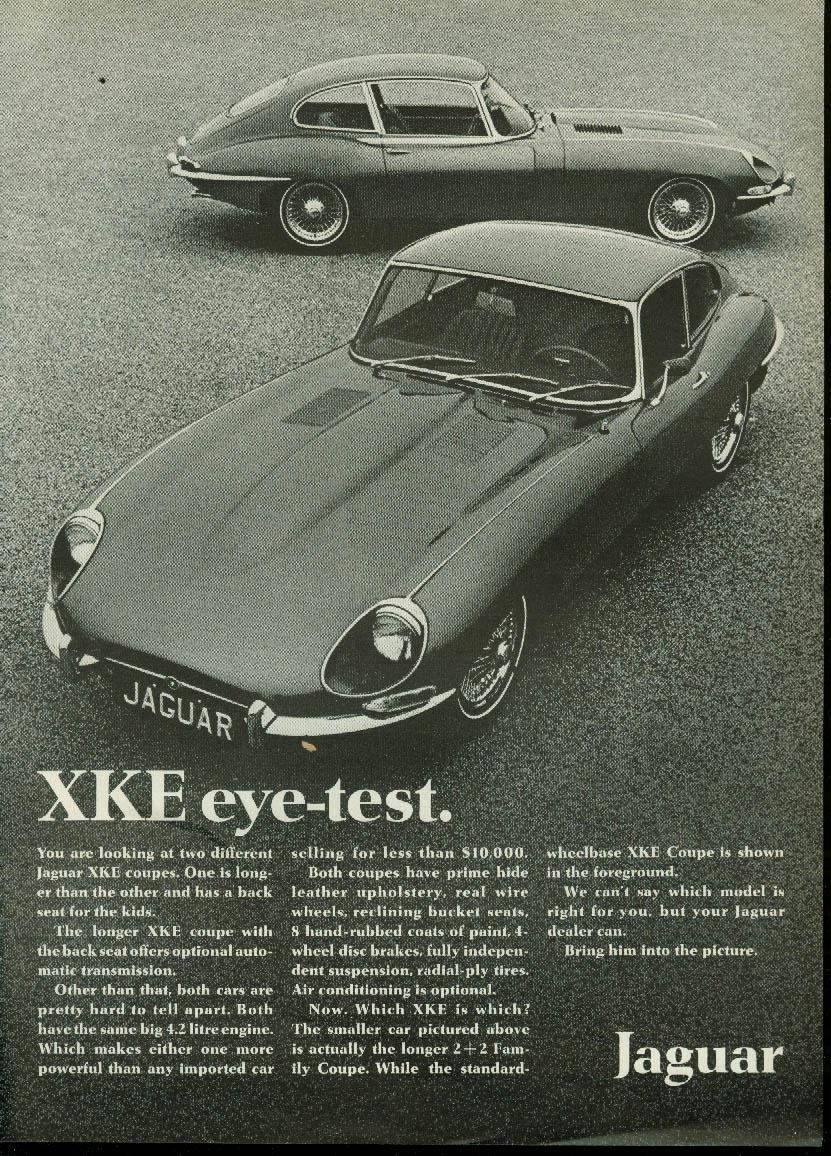 JAGUAR
XKE eye-test.
You are looking at two different
Jaguar XKE coupes. One is long-
er than the other and has a back
seat for the kids.
The longer XKE coupe with
the back seat offers optional auto-
matic transmission.
Other than that, both cars are
pretty hard to tell apart. Both
have the same big 4.2 litre engine.
Which makes either one more
powerful than any imported car
selling for less than $10,000.
Both coupes have prime hide
leather upholstery, real wire
wheels, reclining bucket seats,
8 hand-rubbed coats of paint, 4-
wheel disc brakes, fully indepen-
dent suspension, radial-ply tires.
Air conditioning is optional.
Now. Which XKE is which?
The smaller car pictured above
is actually the longer 2+2 Fam-
ily Coupe. While the standard-
wheelbase XKE Coupe is shown
in the foreground.
We can't say which model is
right for you, but your Jaguar
dealer can.
Bring him into the picture.
Jaguar